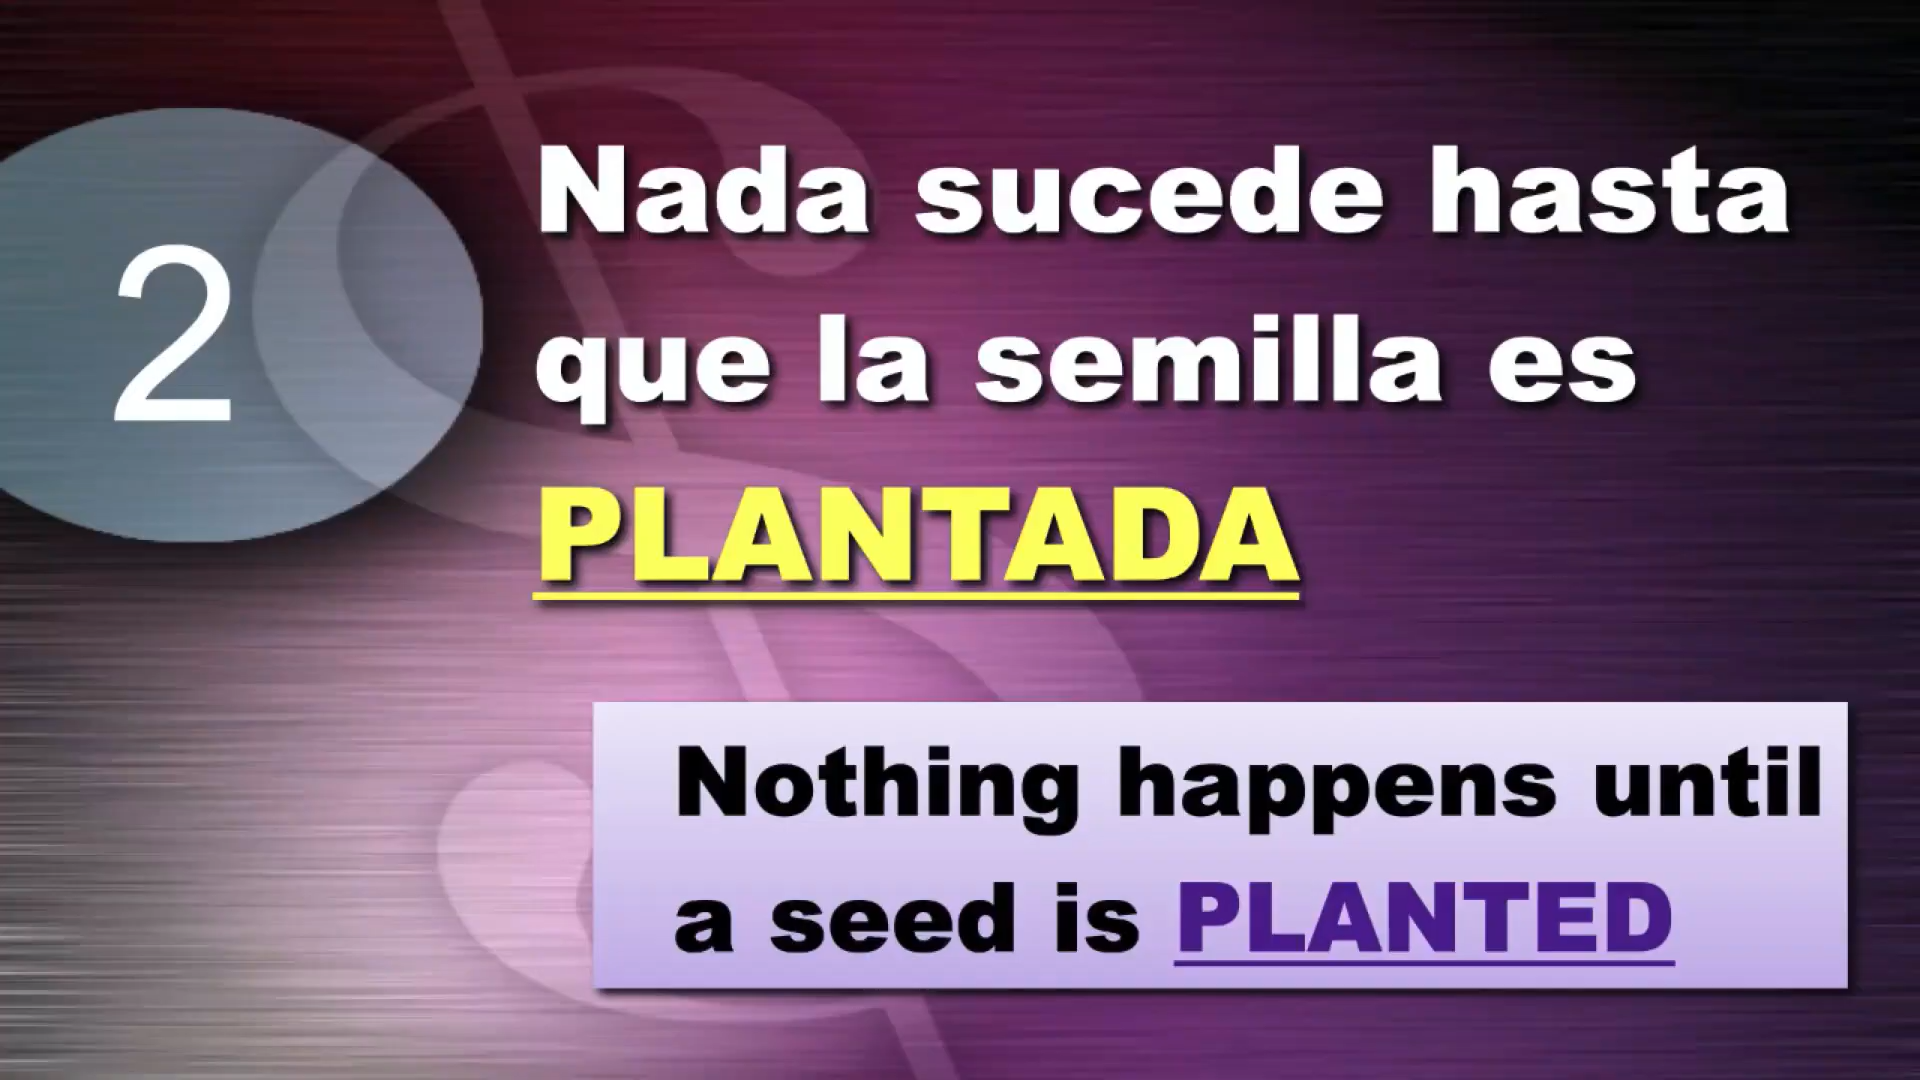 2
Nada sucede hasta
que la semilla es
PLANTADA
Nothing happens until
a seed is PLANTED